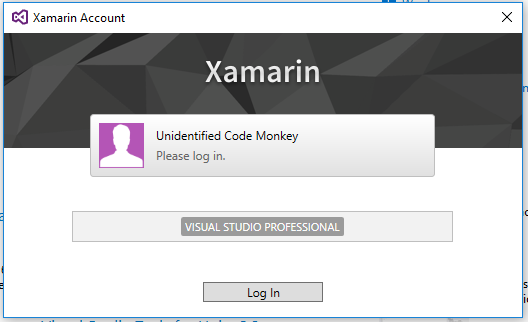 Xamarin Account
Xamarin
Unidentified Code Monkey
Please log in.
VISUAL STUDIO PROFESSIONAL
Log In